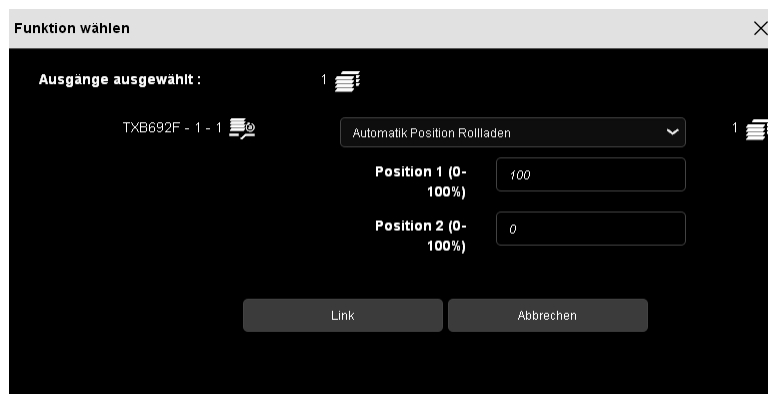 Funktion wählen
Ausgänge ausgewählt : 1
TXB692F - 1 - 1 Automatik Position Rollladen 1
Position 1 (0-
100%)
100
Position 2 (0-
100%)
0
Link Abbrechen